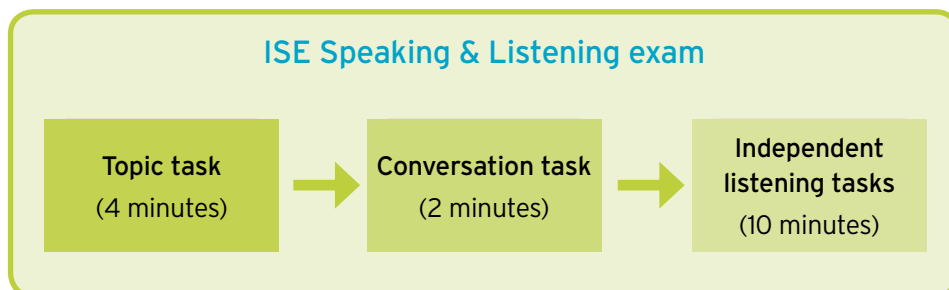 ISE Speaking & Listening exam
Topic task
(4 minutes)
Conversation task
(2 minutes)
Independent
listening tasks
(10 minutes)